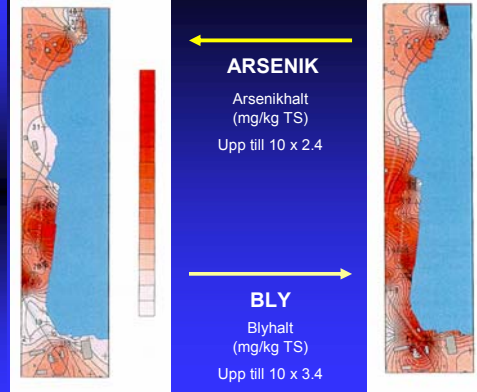 ARSENIK
Arsenikhalt
(mg/kg TS)
Upp till 10 x 2.4
BLY
Blyhalt
(mg/kg TS)
Upp till 10 x 3.4